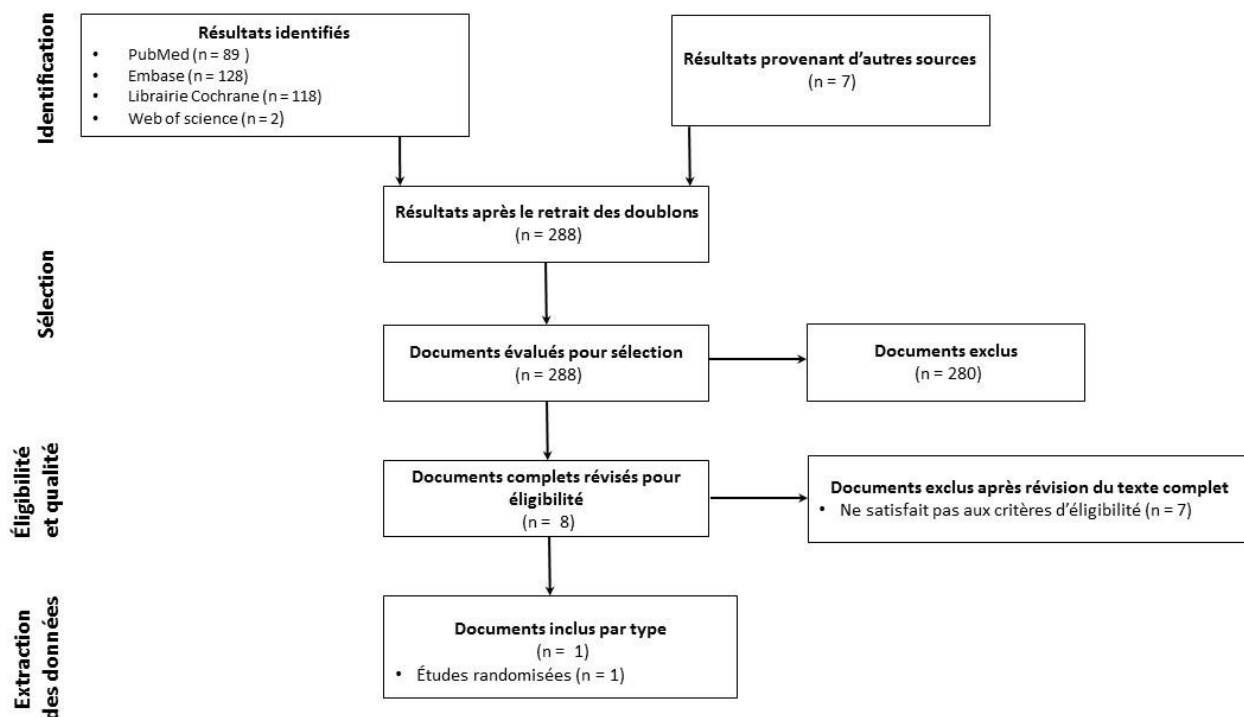 Identification
Résultats identifiés
• PubMed (n = 89 )
• Embase (n = 128)
• Librairie Cochrane (n = 118)
• Web of science (n = 2)
Résultats provenant d'autres sources
(n = 7)
Sélection
Résultats après le retrait des doublons
(n = 288)
Documents évalués pour sélection
(n = 288)
Documents exclus
(n = 280)
Éligibilité
et qualité
Documents complets révisés pour
éligibilité
(n = 8)
Documents exclus après révision du texte complet
• Ne satisfait pas aux critères d'éligibilité (n = 7)
Extraction
des données
Documents inclus par type
(n = 1)
• Études randomisées (n = 1)